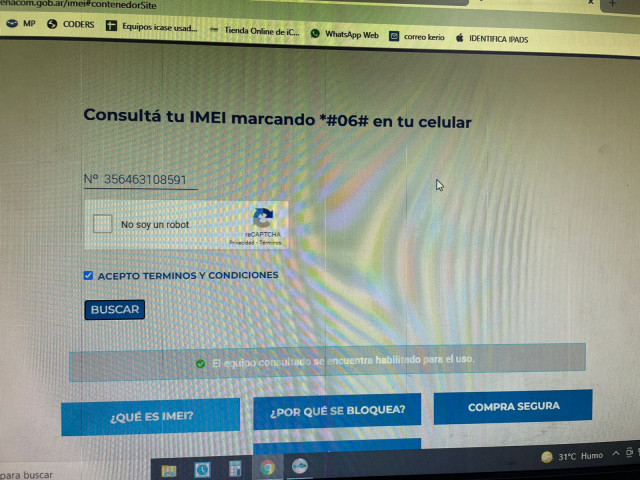 enacom.gob.ar/imei#contenedorSite
MP CODERS Equipos icase usad... Tienda Online de iC... WhatsApp Web correo kerio IDENTIFICA IPADS
Consultá tu IMEI marcando *#06# en tu celular
Nº 356463108591
No soy un robot
reCAPTCHA
Privacidad - Términos
ACEPTO TERMINOS Y CONDICIONES
BUSCAR
El equipo consultado se encuentra habilitado para el uso.
¿QUÉ ES IMEI? ¿POR QUÉ SE BLOQUEA? COMPRA SEGURA
para buscar
31°C Humo